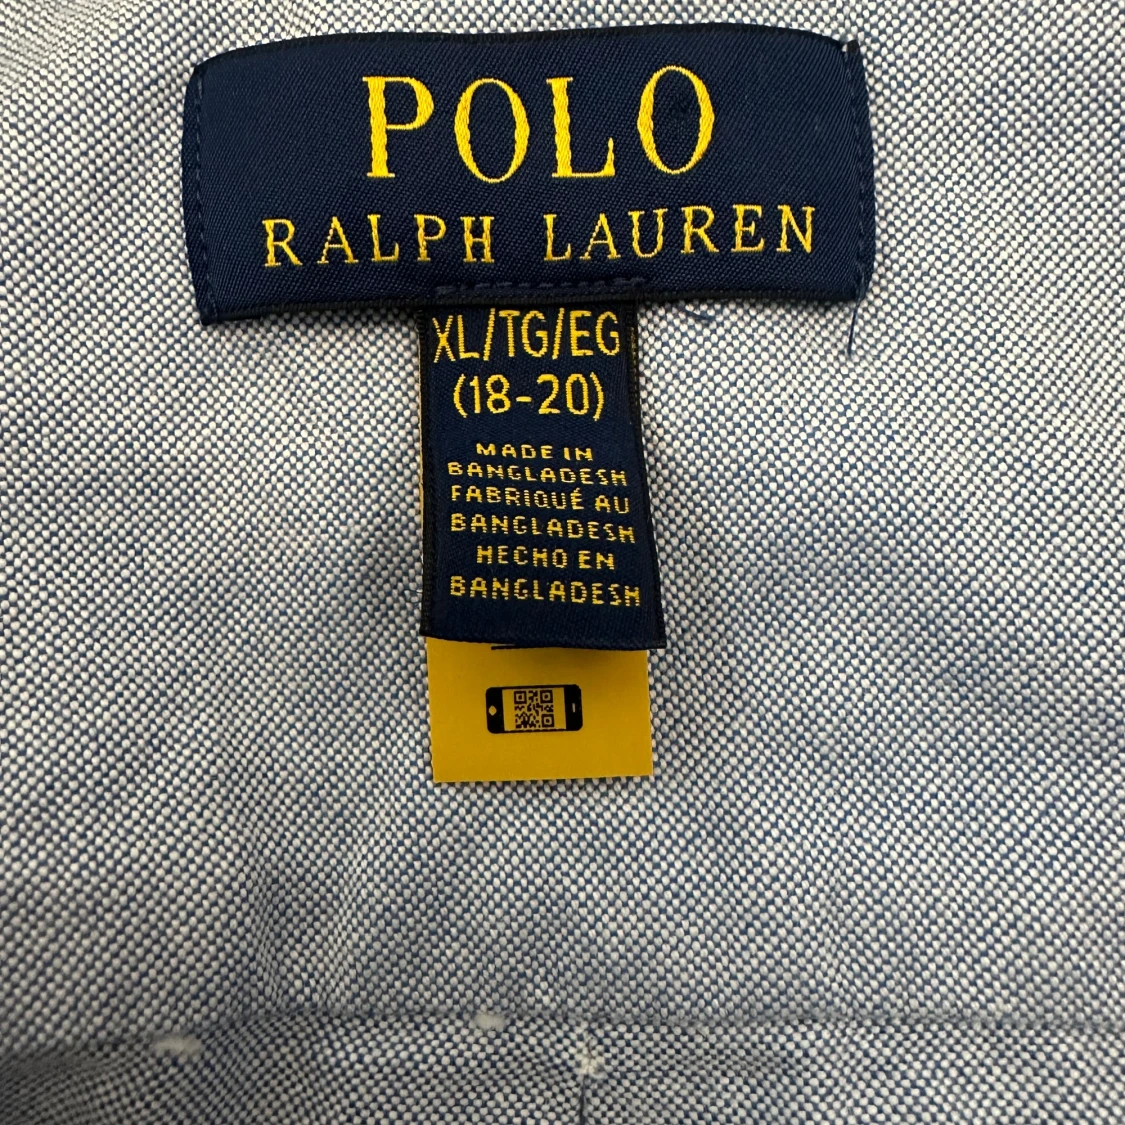 POLO
RALPH LAUREN
XL/TG/EG
(18-20)
MADE IN
BANGLADESH
FABRIQUÉ AU
BANGLADESH
HECHO EN
BANGLADESH